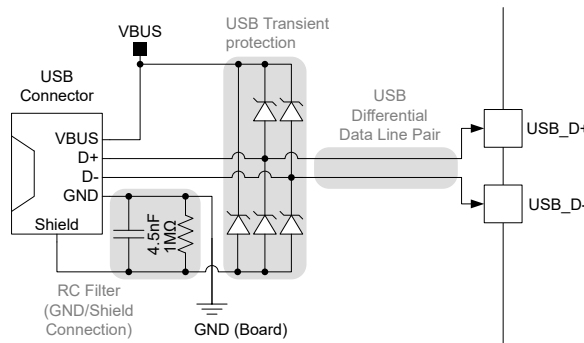 VBUS
USB Transient
protection
USB
Connector
USB
Differential
Data Line Pair
VBUS
D+
D-
GND
Shield
USB_D+
USB_D-
4.5nF
1MΩ
RC Filter
(GND/Shield
Connection)
GND (Board)